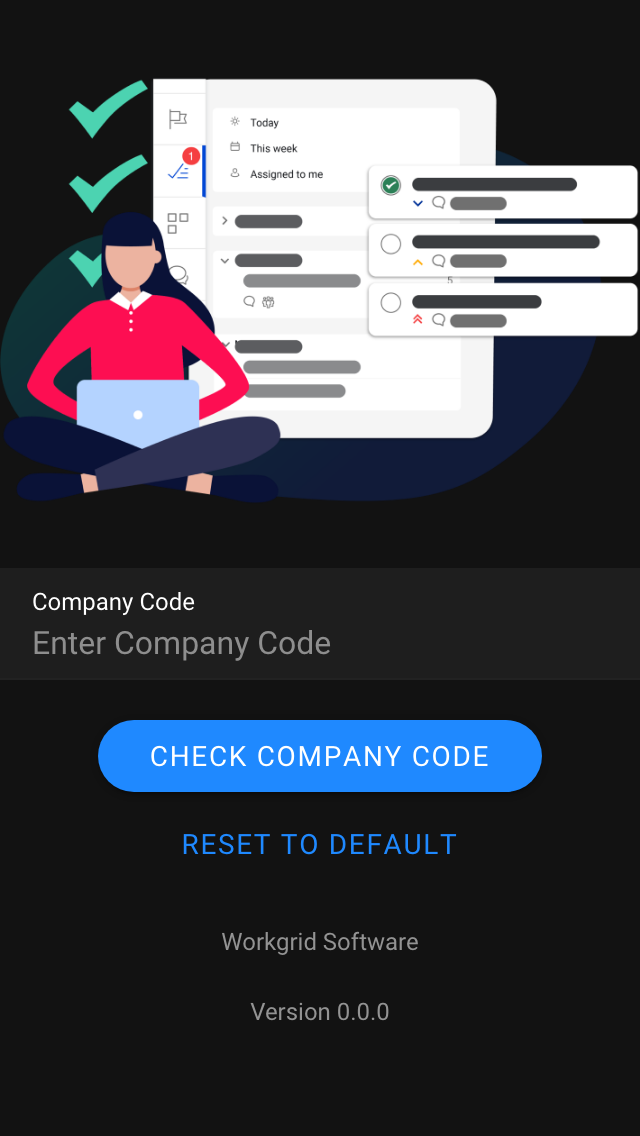 1
Today
This week
Assigned to me
5
Company Code
Enter Company Code
CHECK COMPANY CODE
RESET TO DEFAULT
Workgrid Software
Version 0.0.0